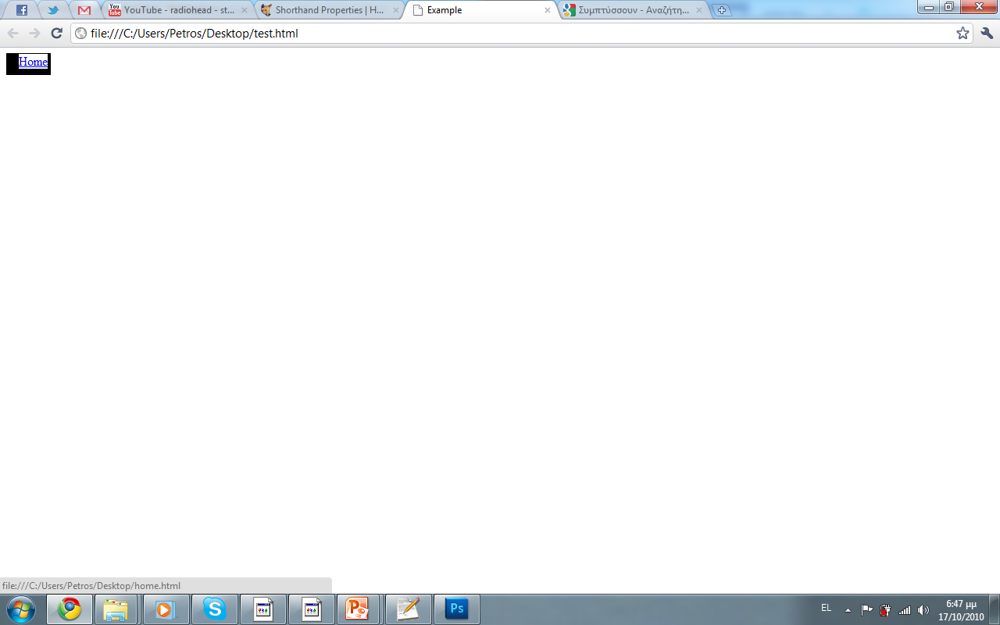 YouTube - radiohead - st...
Shorthand Properties | H...
Example
Συμπτύσσουν - Αναζήτη...
file:///C:/Users/Petros/Desktop/test.html
Home
file:///C:/Users/Petros/Desktop/home.html
EL
6:47 μμ
17/10/2010